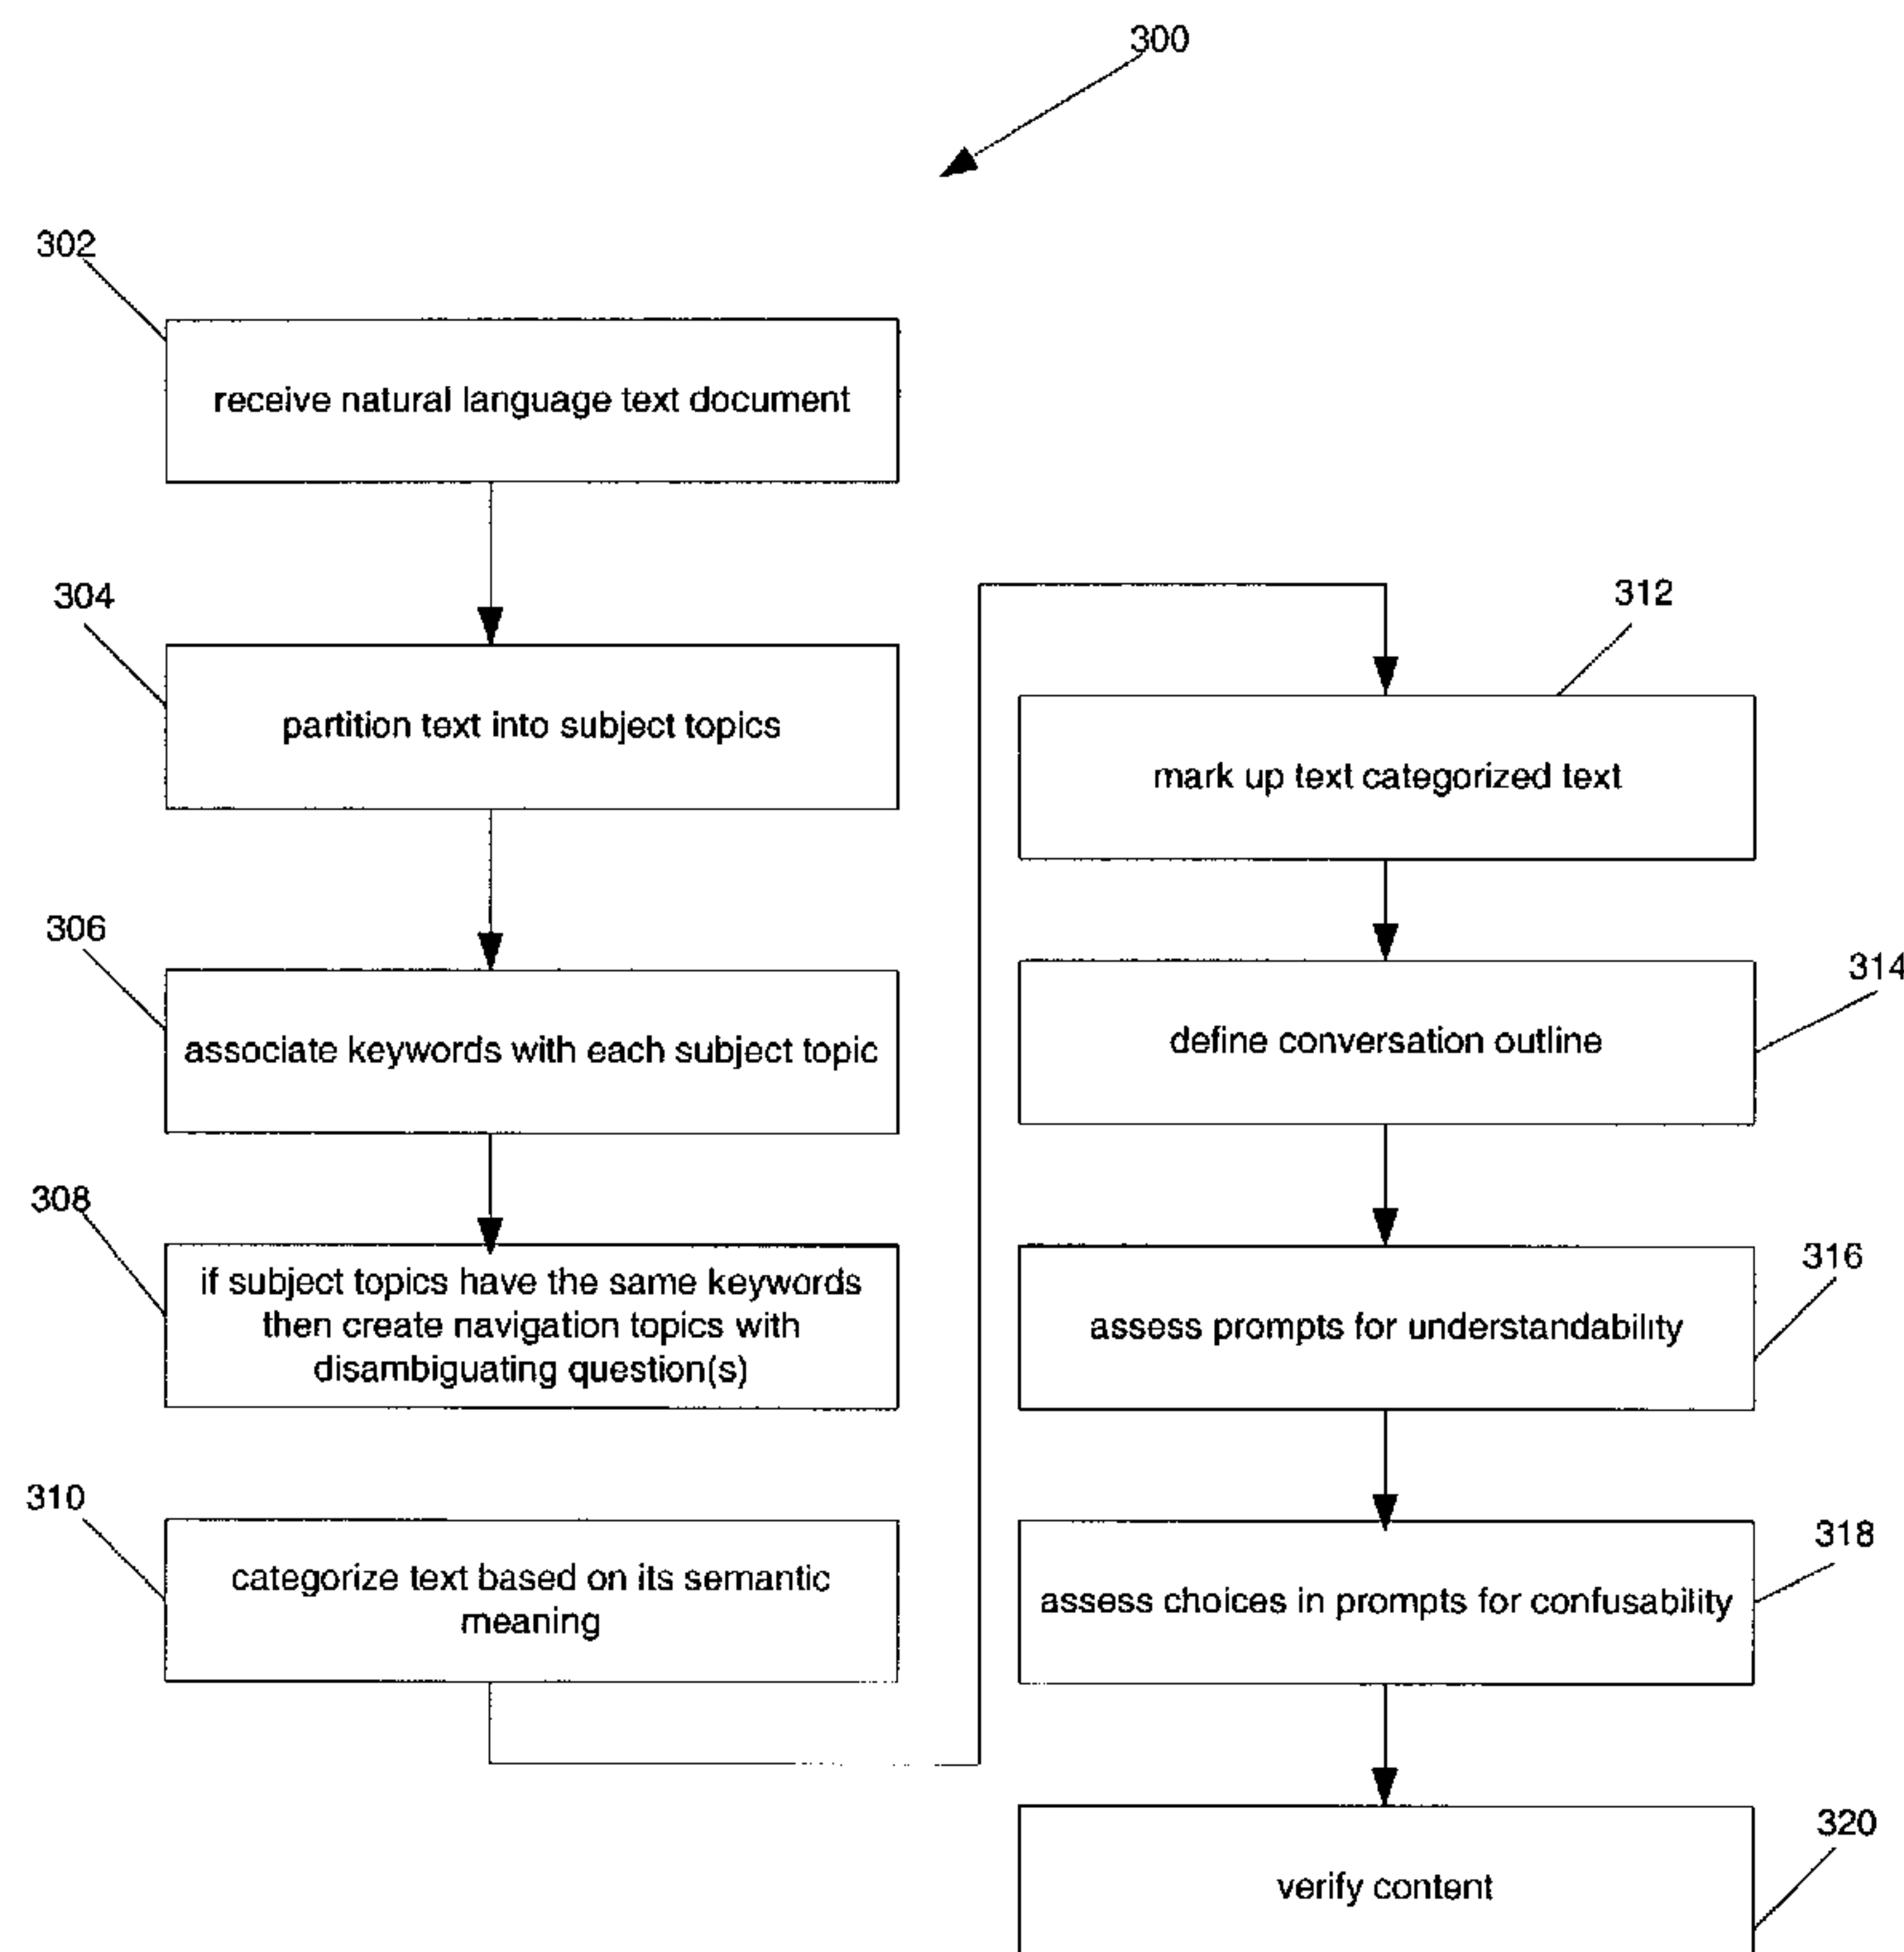 300
302
receive natural language text document
304
partition text into subject topics
306
associate keywords with each subject topic
308
if subject topics have the same keywords
then create navigation topics with
disambiguating question(s)
310
categorize text based on its semantic
meaning
312
mark up text categorized text
314
define conversation outline
316
assess prompts for understandability
318
assess choices in prompts for confusability
320
verify content